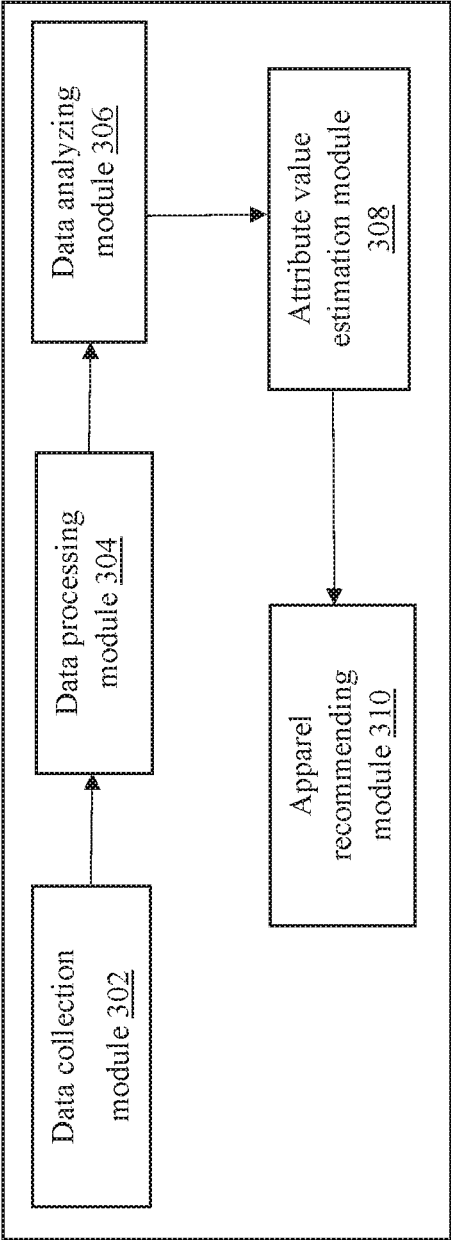 Data collection
module 302
Data processing
module 304
Data analyzing
module 306
Attribute value
estimation module
308
Apparel
recommending
module 310